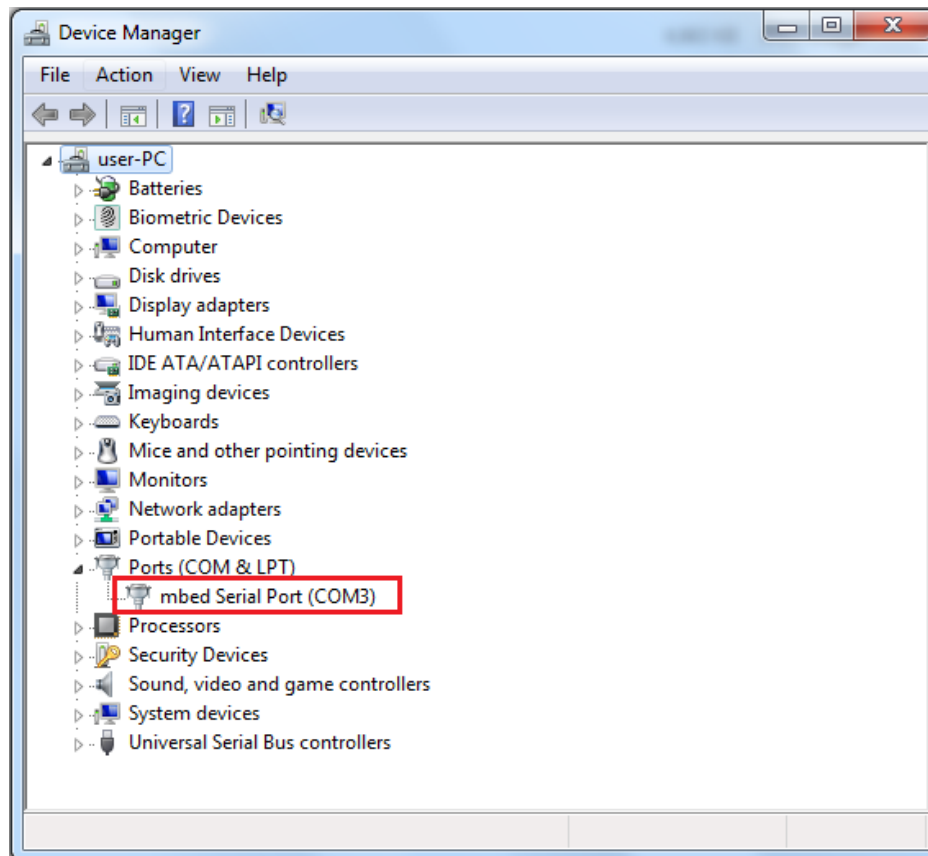 Device Manager
File Action View Help
user-PC
Batteries
Biometric Devices
Computer
Disk drives
Display adapters
Human Interface Devices
IDE ATA/ATAPI controllers
Imaging devices
Keyboards
Mice and other pointing devices
Monitors
Network adapters
Portable Devices
Ports (COM & LPT)
mbed Serial Port (COM3)
Processors
Security Devices
Sound, video and game controllers
System devices
Universal Serial Bus controllers